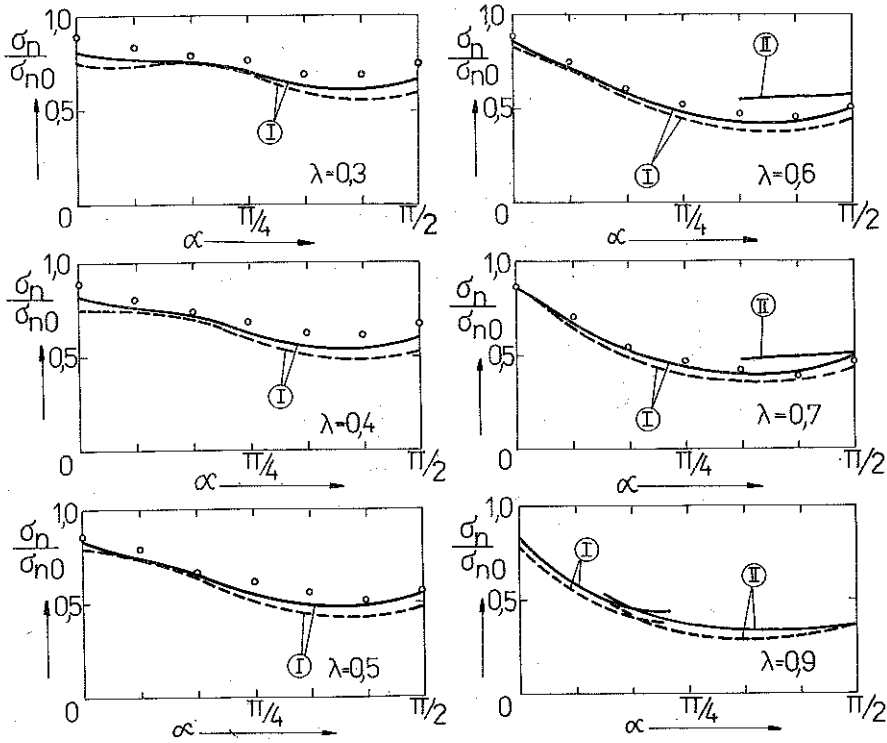 1,0
σn
σn0
0,5
I
λ=0,3
0
π/4
π/2
α
σn
σn0
1,0
0,5
II
I
λ=0,6
0
π/4
π/2
α
σn
σn0
1,0
0,5
I
λ=0,4
0
π/4
π/2
α
σn
σn0
1,0
0,5
II
I
λ=0,7
0
π/4
π/2
α
σn
σn0
1,0
0,5
I
λ=0,5
0
π/4
π/2
α
σn
σn0
1,0
0,5
I
II
λ=0,9
0
π/4
π/2
α